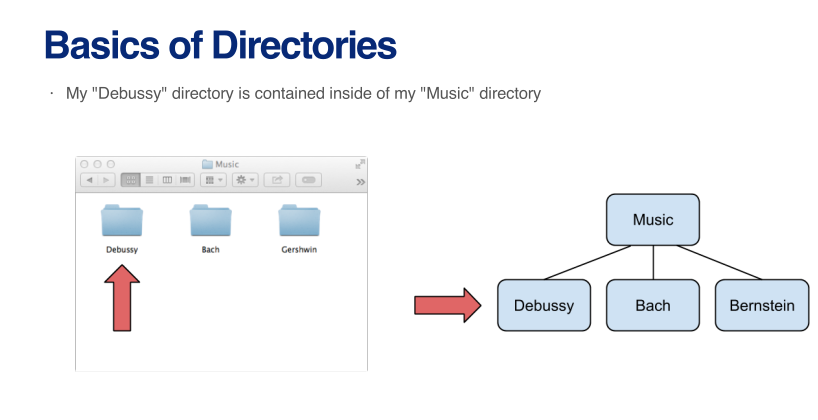 Basics of Directories
· My "Debussy" directory is contained inside of my "Music" directory
Music
Debussy Bach Gershwin
Music
Debussy Bach Bernstein